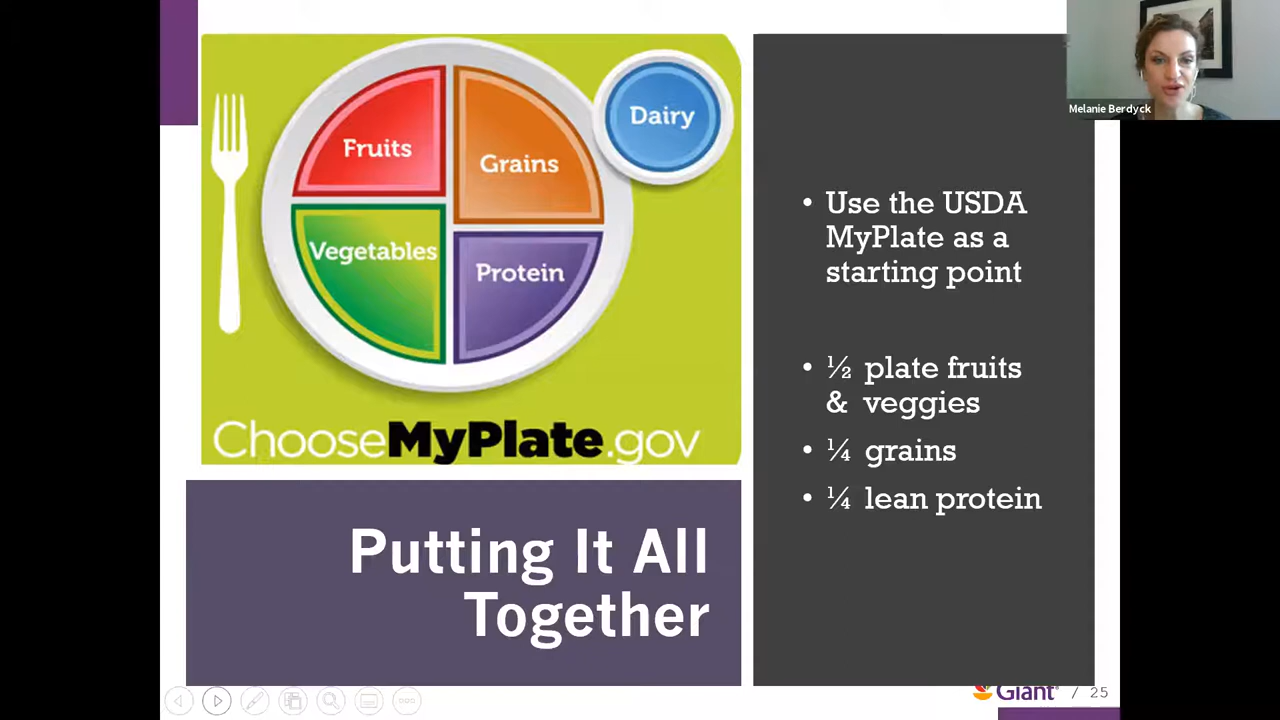 Fruits
Grains
Dairy
Vegetables
Protein
ChooseMyPlate.gov
Putting It All
Together
Melanie Berdyck
• Use the USDA
MyPlate as a
starting point
• ½ plate fruits
& veggies
• ¼ grains
• ¼ lean protein
Giant / 25